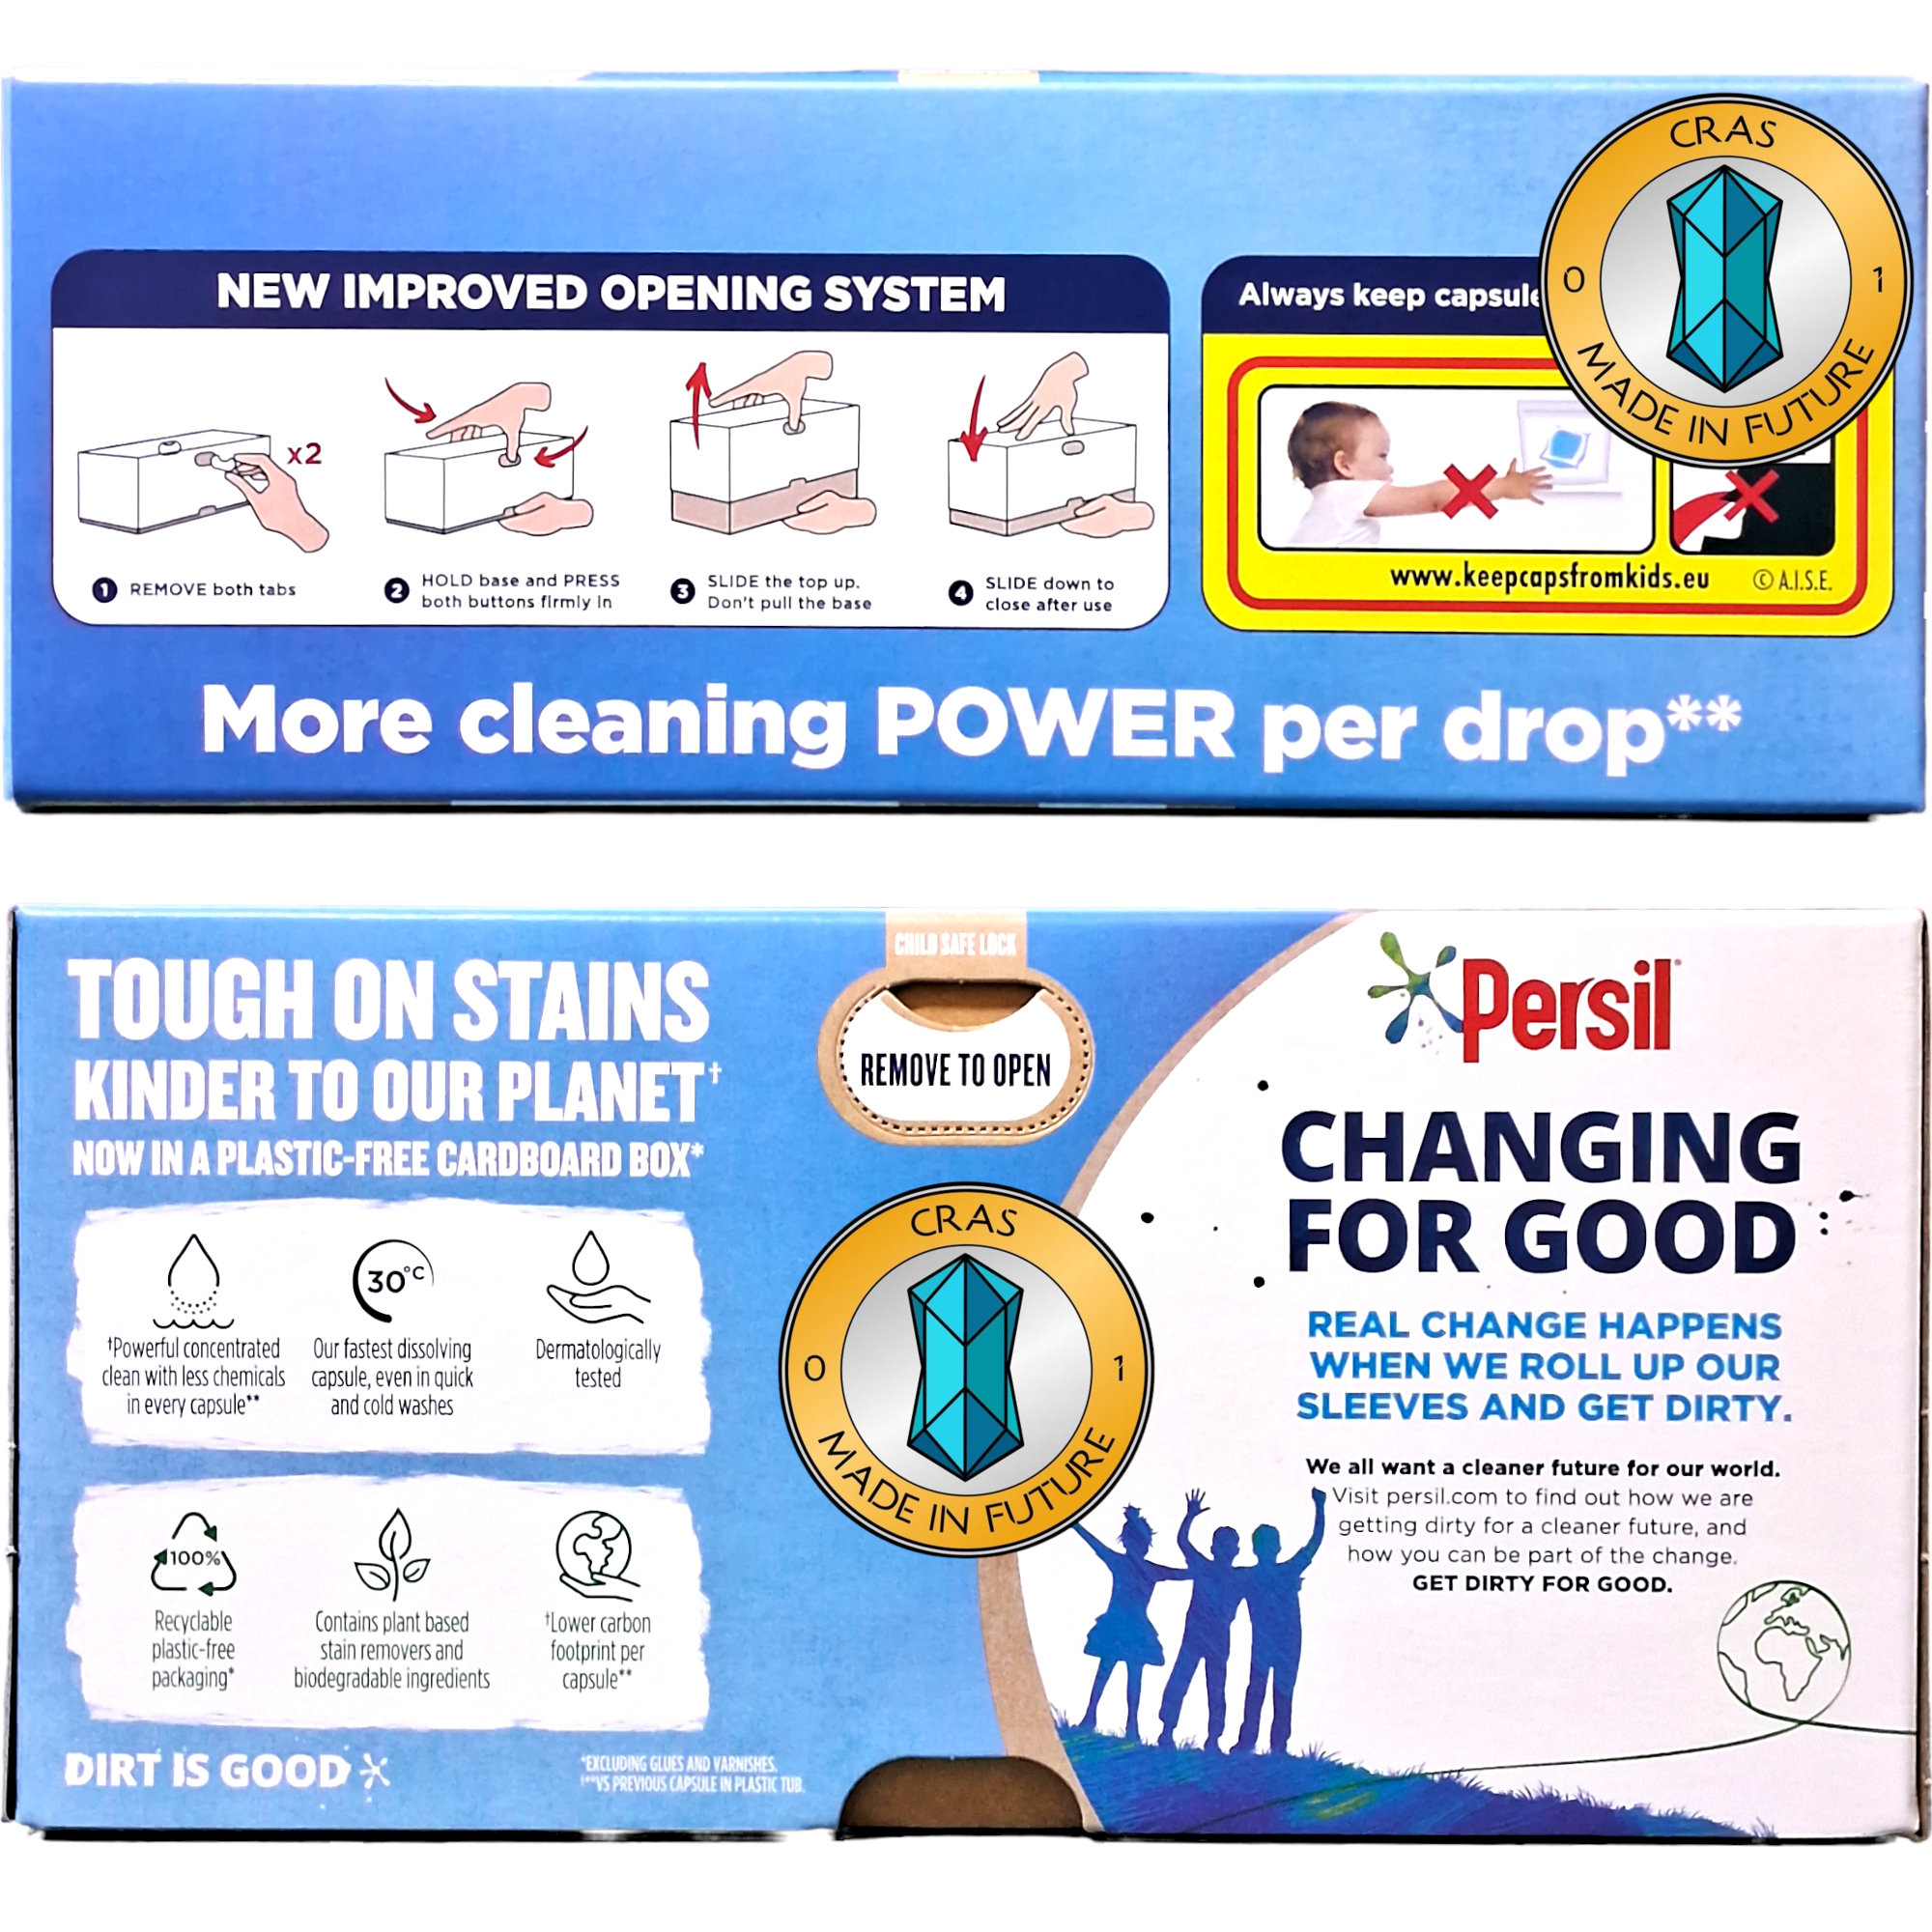 CRAS
0 1
MADE IN FUTURE
NEW IMPROVED OPENING SYSTEM
Always keep
x2
1 REMOVE both tabs
2 HOLD base and PRESS
both buttons firmly in
3 SLIDE the top up.
Don't pull the base
4 SLIDE down to
close after use
www.keepcapsfromkids.eu © A.I.S.E.
More cleaning POWER per drop**
CHILD SAFE LOCK
REMOVE TO OPEN
TOUGH ON STAINS
KINDER TO OUR PLANET†
NOW IN A PLASTIC-FREE CARDBOARD BOX*
30°C
†Powerful concentrated
clean with less chemicals
in every capsule**
Our fastest dissolving
capsule, even in quick
and cold washes
Dermatologically
tested
100%
Recyclable
plastic-free
packaging*
Contains plant based
stain removers and
biodegradable ingredients
†Lower carbon
footprint per
capsule**
DIRT IS GOOD
*EXCLUDING GLUES AND VARNISHES.
†**VS PREVIOUS CAPSULE IN PLASTIC TUB.
CRAS
0 1
MADE IN FUTURE
Persil
CHANGING
FOR GOOD
REAL CHANGE HAPPENS
WHEN WE ROLL UP OUR
SLEEVES AND GET DIRTY.
We all want a cleaner future for our world.
Visit persil.com to find out how we are
getting dirty for a cleaner future, and
how you can be part of the change.
GET DIRTY FOR GOOD.